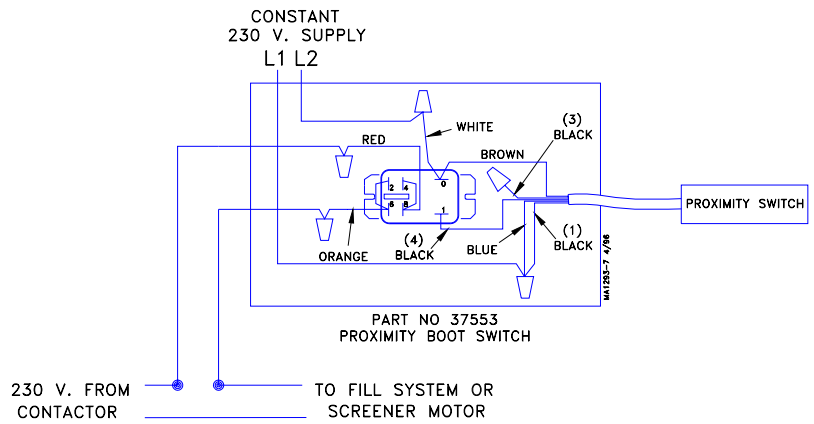 CONSTANT
230 V. SUPPLY
L1 L2
WHITE
(3)
BLACK
RED
BROWN
2 4
0
6 8
1
PROXIMITY SWITCH
ORANGE
(4)
BLACK
BLUE
(1)
BLACK
MA1293-7 4/96
PART NO 37553
PROXIMITY BOOT SWITCH
230 V. FROM
CONTACTOR
TO FILL SYSTEM OR
SCREENER MOTOR